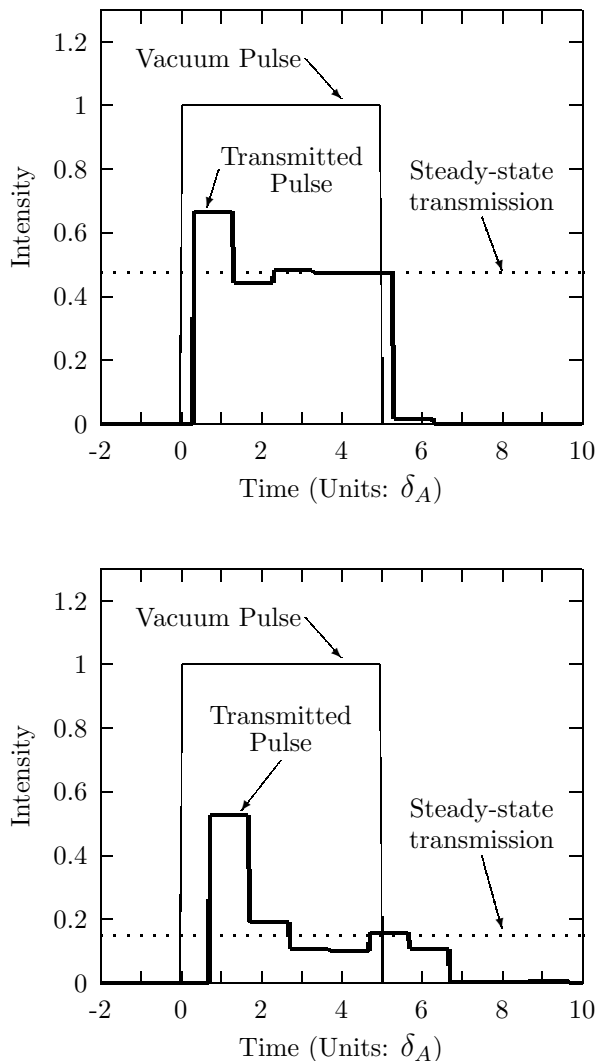 1.2
Vacuum Pulse
1
0.8
Transmitted
Pulse
Steady-state
transmission
Intensity
0.6
0.4
0.2
0
-2 0 2 4 6 8 10
Time (Units: δ_A)
1.2
Vacuum Pulse
1
0.8
Transmitted
Pulse
Intensity
0.6
Steady-state
transmission
0.4
0.2
0
-2 0 2 4 6 8 10
Time (Units: δ_A)